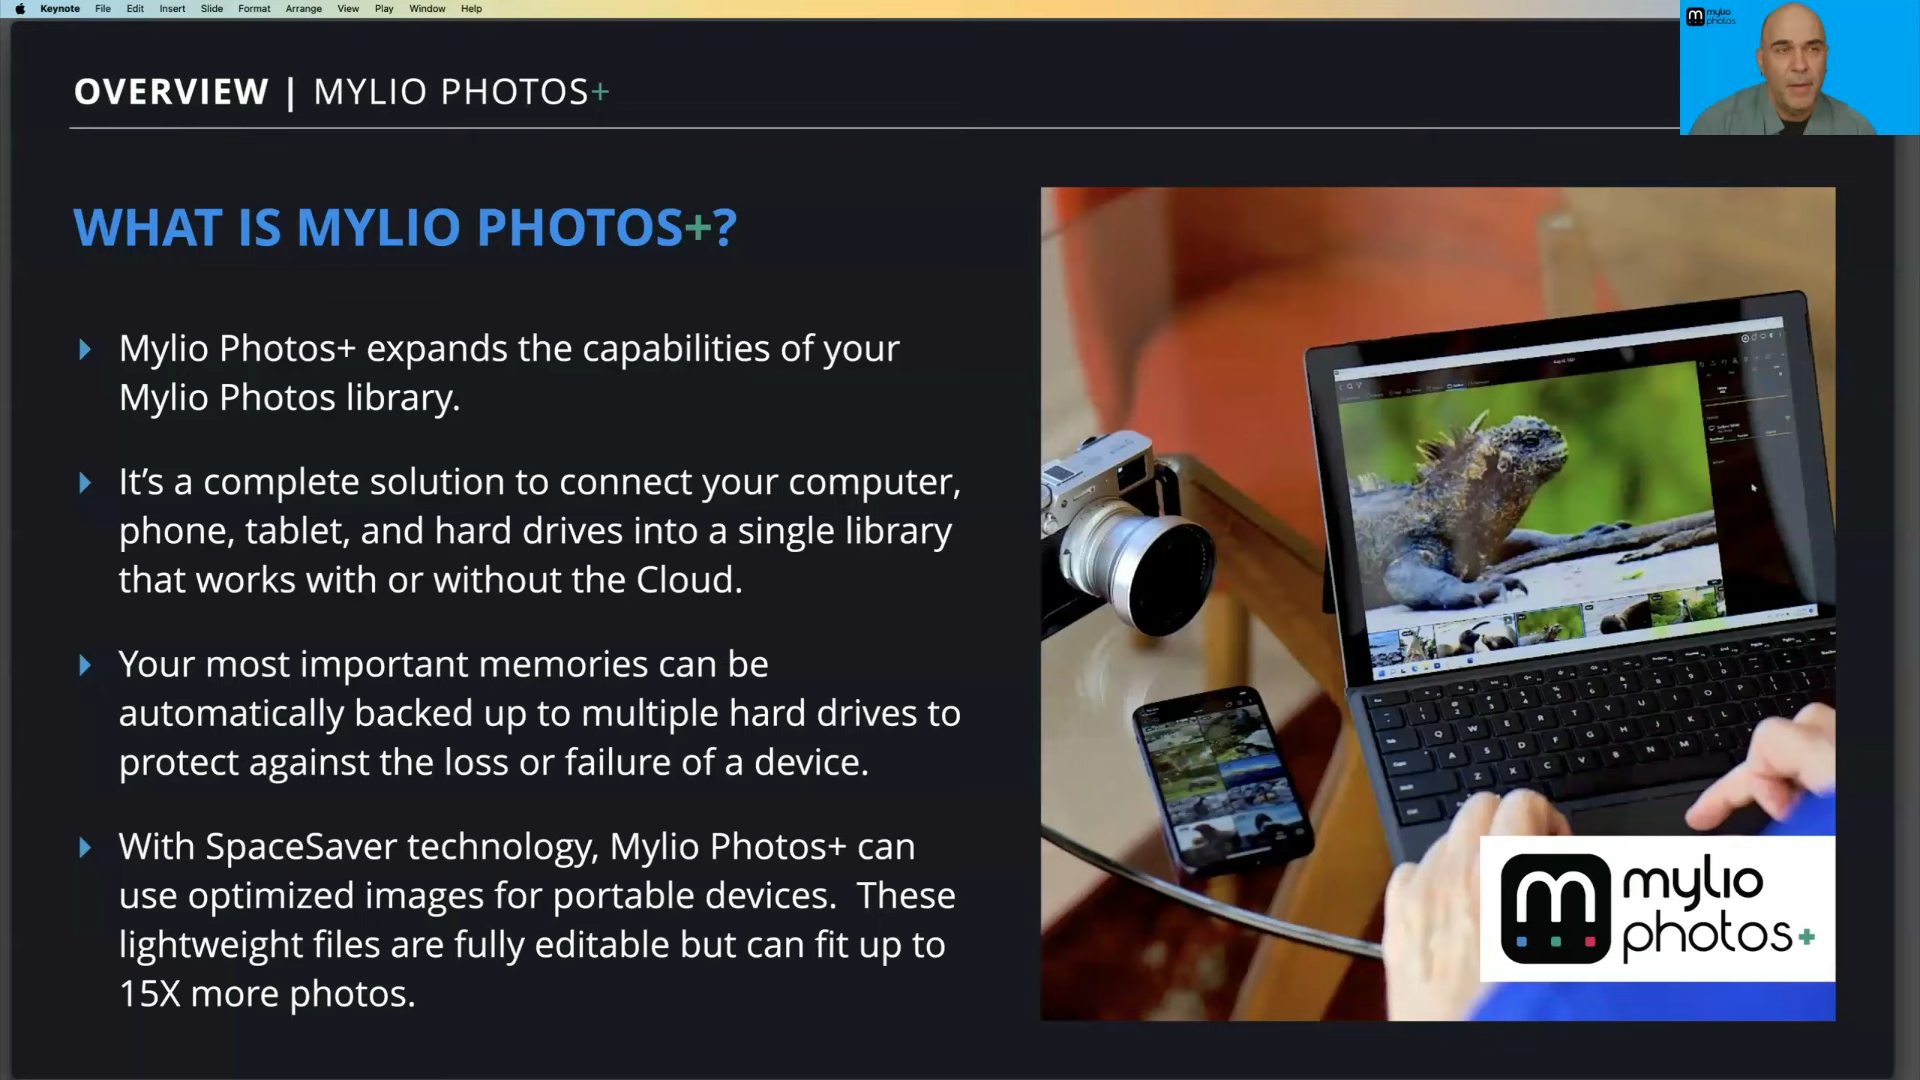 Keynote File Edit Insert Slide Format Arrange View Play Window Help
mylio
photos
OVERVIEW | MYLIO PHOTOS+
WHAT IS MYLIO PHOTOS+?
Mylio Photos+ expands the capabilities of your
Mylio Photos library.
It’s a complete solution to connect your computer,
phone, tablet, and hard drives into a single library
that works with or without the Cloud.
Your most important memories can be
automatically backed up to multiple hard drives to
protect against the loss or failure of a device.
With SpaceSaver technology, Mylio Photos+ can
use optimized images for portable devices.  These
lightweight files are fully editable but can fit up to
15X more photos.
mylio
photos+